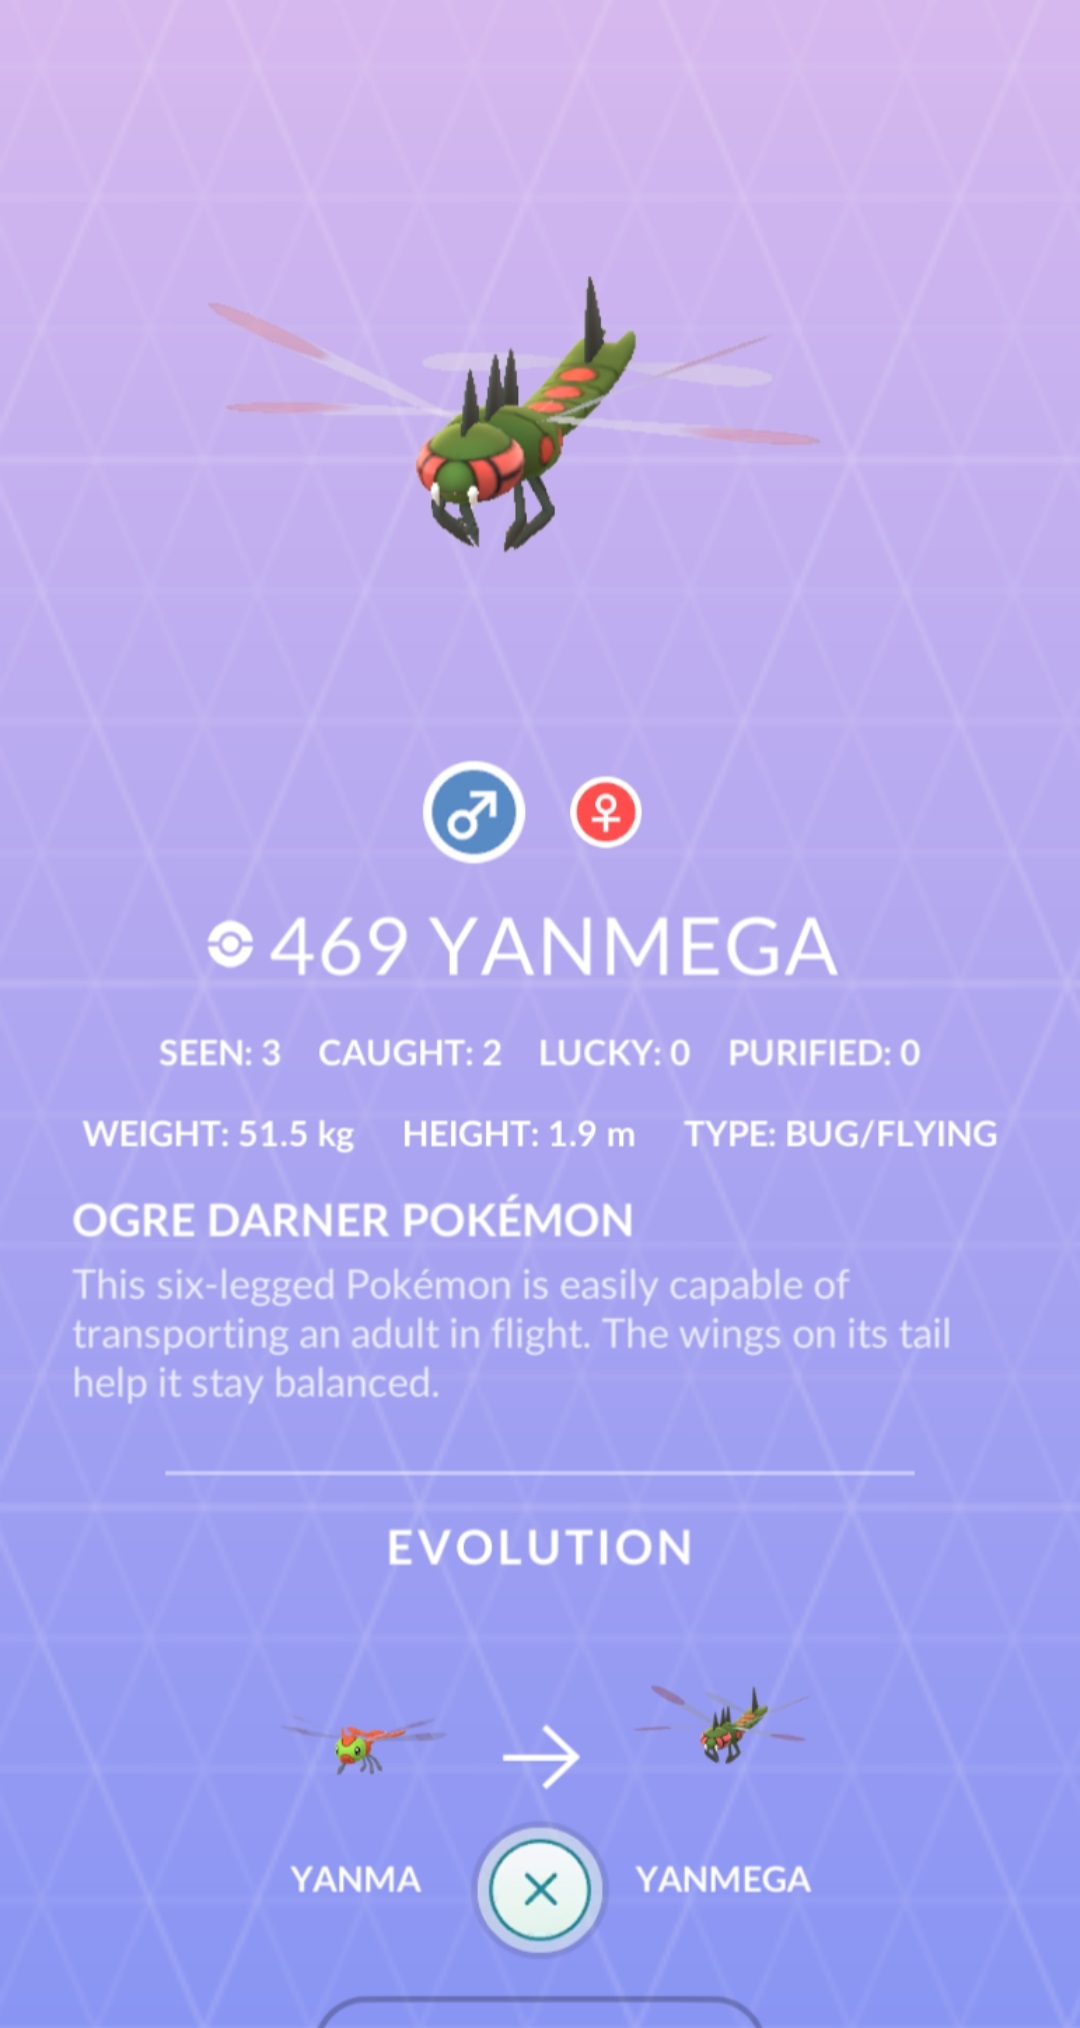 469 YANMEGA
SEEN: 3 CAUGHT: 2 LUCKY: 0 PURIFIED: 0
WEIGHT: 51.5 kg HEIGHT: 1.9 m TYPE: BUG/FLYING
OGRE DARNER POKÉMON
This six-legged Pokémon is easily capable of
transporting an adult in flight. The wings on its tail
help it stay balanced.
EVOLUTION
YANMA YANMEGA